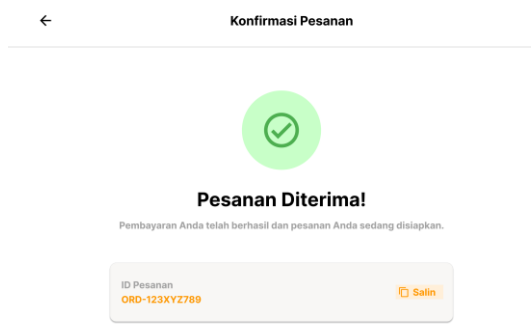 Konfirmasi Pesanan
Pesanan Diterima!
Pembayaran Anda telah berhasil dan pesanan Anda sedang disiapkan.
ID Pesanan
ORD-123XYZ789
Salin